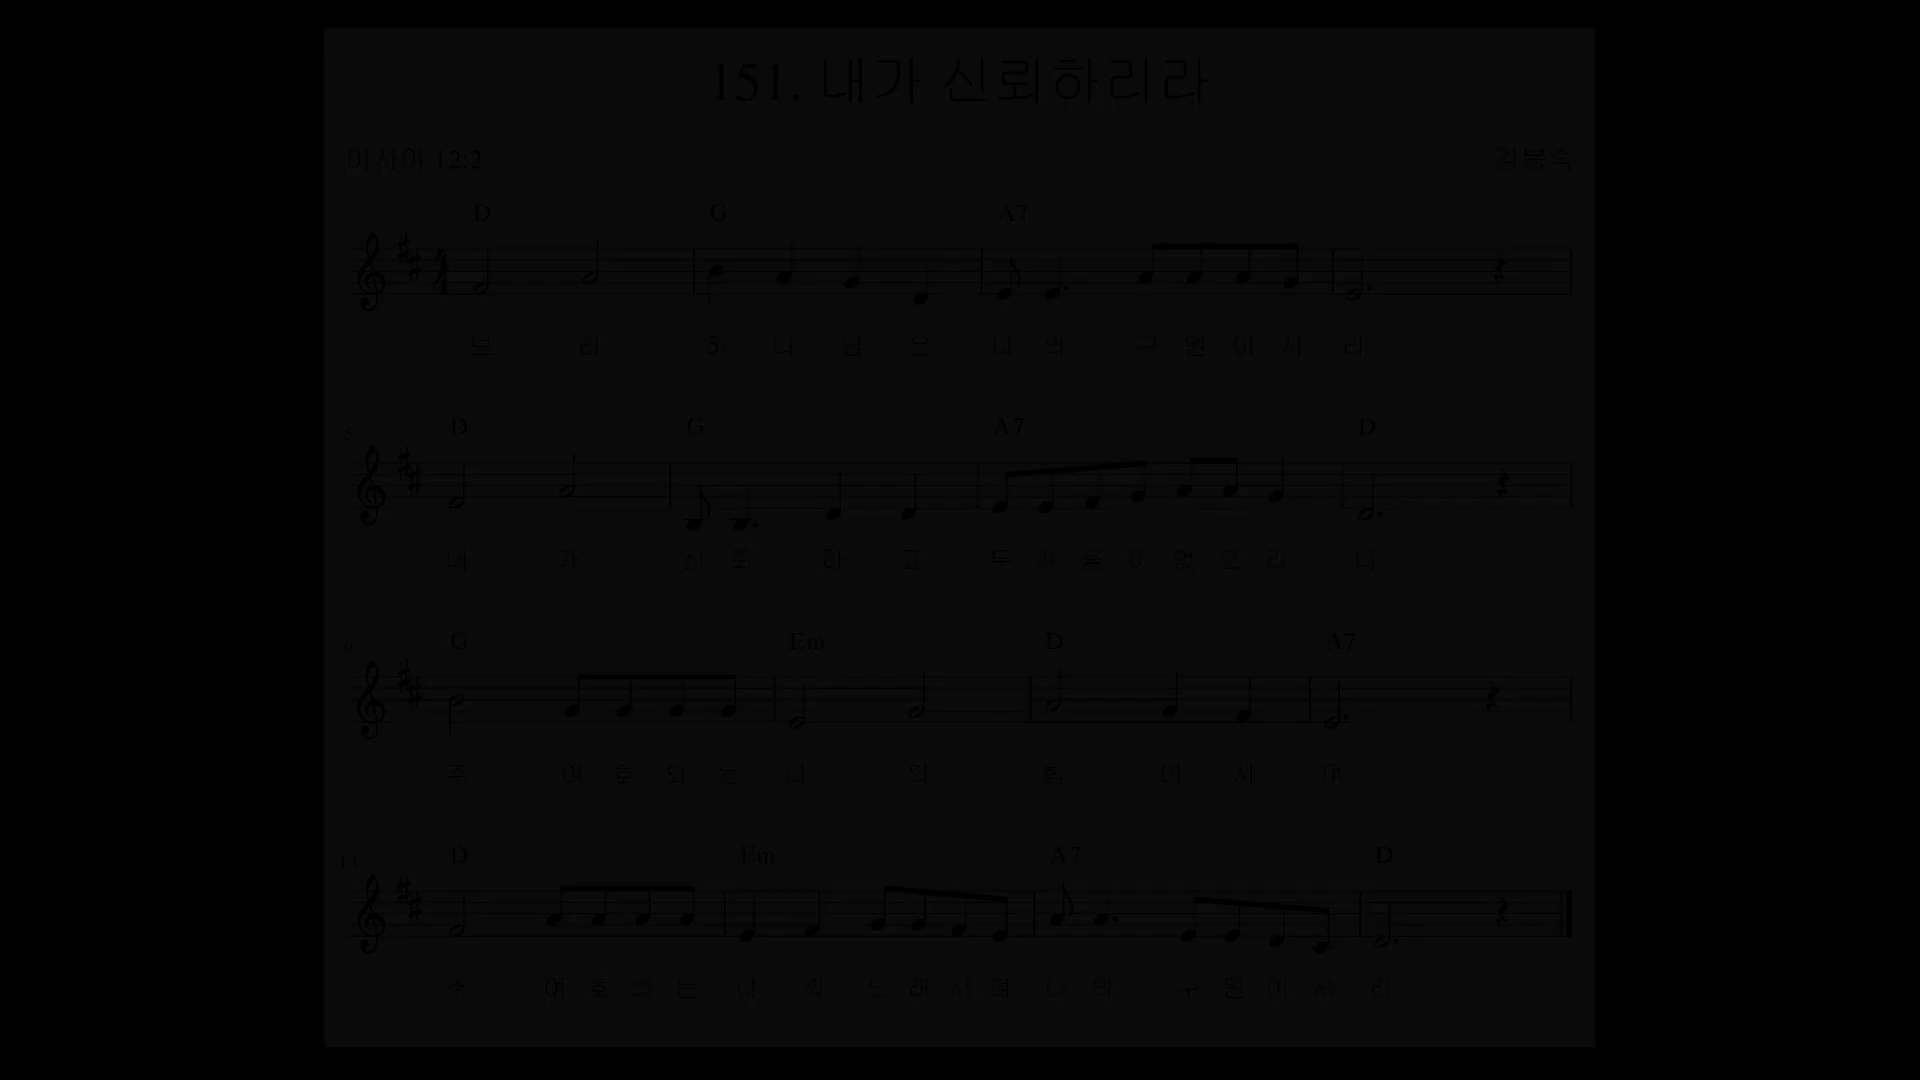 151. 내가 신뢰하리라
이사야 12:2
D G A7
보 라 하 나 님 은 나 의 구 원 이 시 라
5 D G A7 D
내 가 신 뢰 하 고 두 려 움 이 없 으 리 니
9 G Em D A7
주 여 호 와 는 나 의 힘 이 시 며
13 D Em A7 D
주 여 호 와 는 나 의 노 래 시 며 나 의 구 원 이 시 라